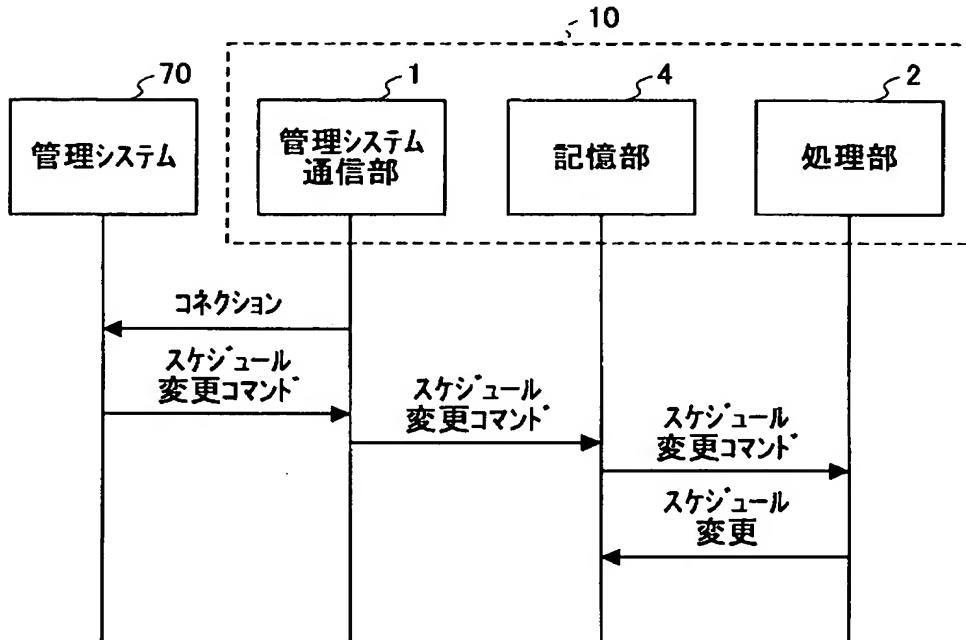 10
70
1
4
2
管理システム
管理システム
通信部
記憶部
処理部
コネクション
スケジュール
変更コマンド
スケジュール
変更コマンド
スケジュール
変更コマンド
スケジュール
変更